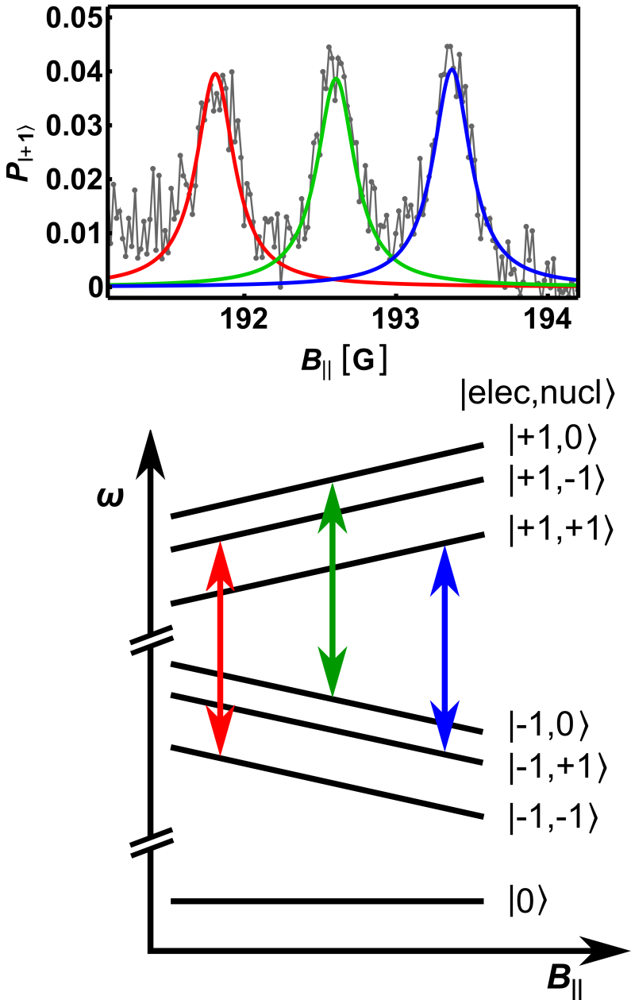 0.05
0.04
0.03
0.02
0.01
0
P|+1⟩
192 193 194
B|| [G]
|elec,nucl⟩
|+1,0⟩
|+1,-1⟩
|+1,+1⟩
ω
|-1,0⟩
|-1,+1⟩
|-1,-1⟩
|0⟩
B||